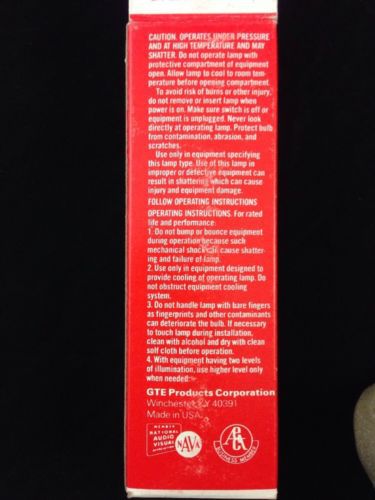 CAUTION. OPERATES UNDER PRESSURE
AND AT HIGH TEMPERATURE AND MAY
SHATTER. Do not operate lamp with
protective compartment of equipment
open. Allow lamp to cool to room tem-
perature before opening compartment.
To avoid risk of burns or other injury,
do not remove or insert lamp when
power is on. Make sure switch is off or
equipment is unplugged. Never look
directly at operating lamp. Protect bulb
from contamination, abrasion, and
scratches.
Use only in equipment specifying
this lamp type. Use of this lamp in
improper or defective equipment can
result in shattering which can cause
injury and equipment damage.
FOLLOW OPERATING INSTRUCTIONS
OPERATING INSTRUCTIONS. For rated
life and performance:
1. Do not bump or bounce equipment
during operation because such
mechanical shock can cause shatter-
ing and failure of lamp.
2. Use only in equipment designed to
provide cooling of operating lamp. Do
not obstruct equipment cooling
system.
3. Do not handle lamp with bare fingers
as fingerprints and other contaminants
can deteriorate the bulb. If necessary
to touch lamp during installation,
clean with alcohol and dry with clean
soft cloth before operation.
4. With equipment having two levels
of illumination, use higher level only
when needed.
GTE Products Corporation
Winchester, KY 40391
Made in USA
MEMBER
NATIONAL
AUDIO
VISUAL
NAVA
BUSINESS MEMBER